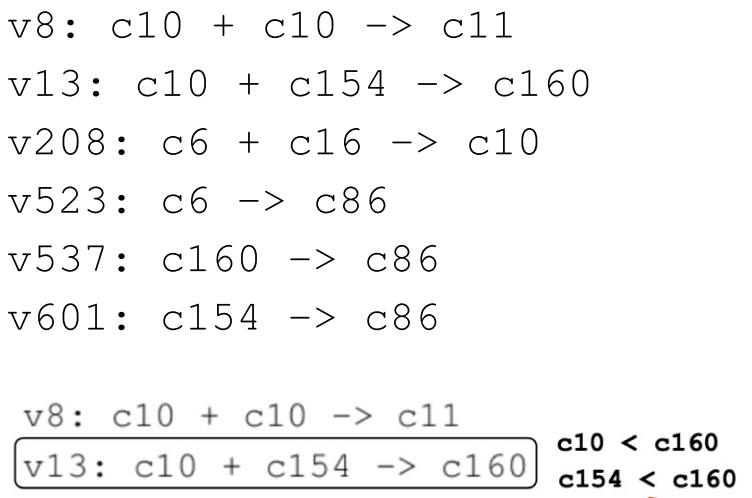 v8: c10 + c10 -> c11
v13: c10 + c154 -> c160
v208: c6 + c16 -> c10
v523: c6 -> c86
v537: c160 -> c86
v601: c154 -> c86
v8: c10 + c10 -> c11
v13: c10 + c154 -> c160
c10 < c160
c154 < c160